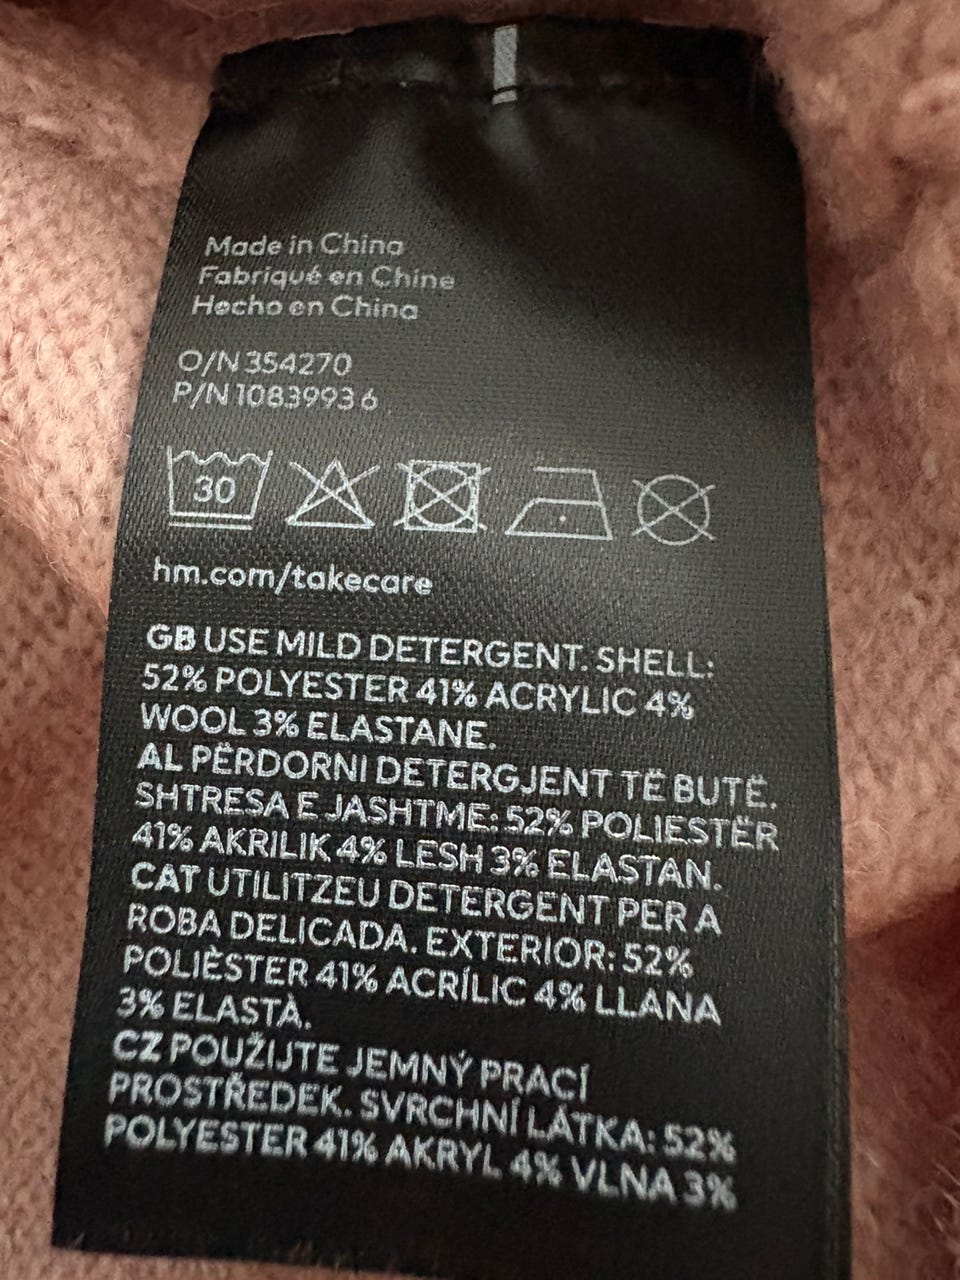 Made in China
Fabriqué en Chine
Hecho en China
O/N 354270
P/N 1083993 6
30
hm.com/takecare
GB USE MILD DETERGENT. SHELL:
52% POLYESTER 41% ACRYLIC 4%
WOOL 3% ELASTANE.
AL PËRDORNI DETERGJENT TË BUTË.
SHTRESA E JASHTME: 52% POLIESTËR
41% AKRILIK 4% LESH 3% ELASTAN.
CAT UTILITZEU DETERGENT PER A
ROBA DELICADA. EXTERIOR: 52%
POLIÈSTER 41% ACRÍLIC 4% LLANA
3% ELASTÀ.
CZ POUŽIJTE JEMNÝ PRACÍ
PROSTŘEDEK. SVRCHNÍ LÁTKA: 52%
POLYESTER 41% AKRYL 4% VLNA 3%